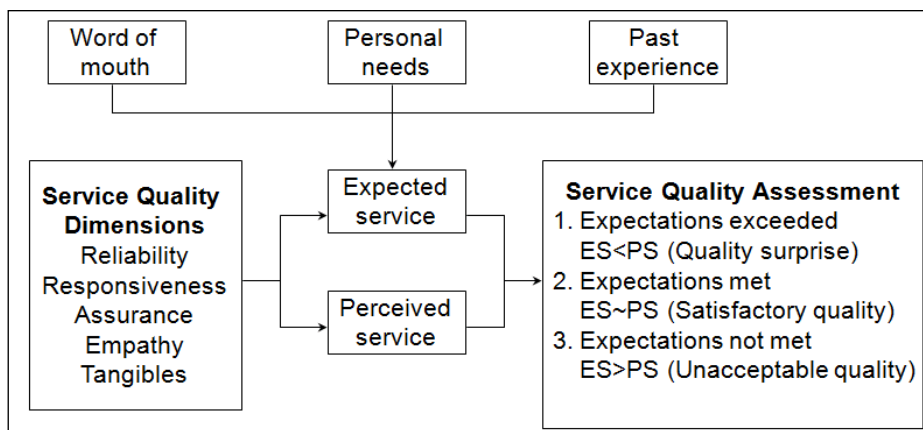 Word of
mouth
Personal
needs
Past
experience
Service Quality
Dimensions
Reliability
Responsiveness
Assurance
Empathy
Tangibles
Expected
service
Perceived
service
Service Quality Assessment
1. Expectations exceeded
ES<PS (Quality surprise)
2. Expectations met
ES~PS (Satisfactory quality)
3. Expectations not met
ES>PS (Unacceptable quality)